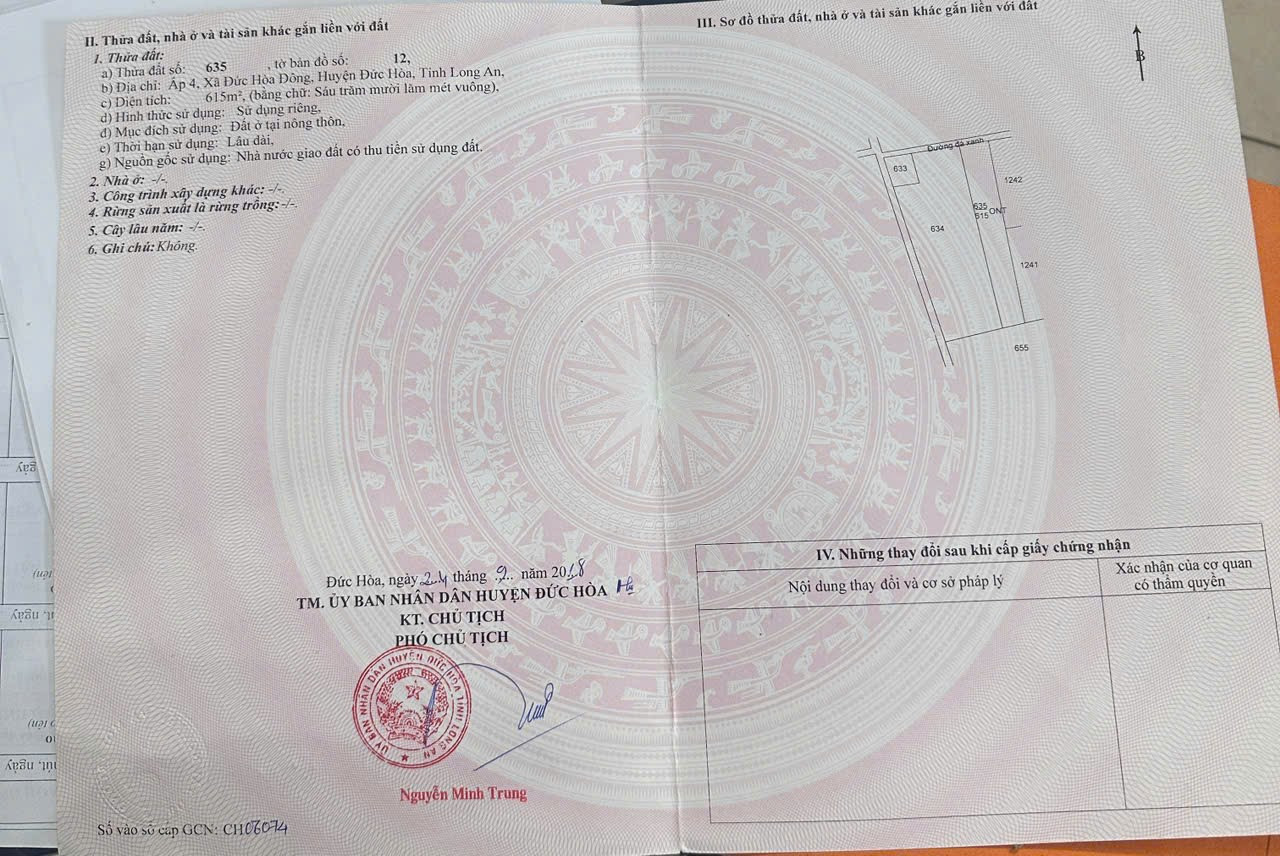 II. Thửa đất, nhà ở và tài sản khác gắn liền với đất
1. Thửa đất:
a) Thửa đất số: 635 , tờ bản đồ số: 12,
b) Địa chỉ: Ấp 4, Xã Đức Hòa Đông, Huyện Đức Hòa, Tỉnh Long An,
c) Diện tích: 615m², (bằng chữ: Sáu trăm mười lăm mét vuông),
d) Hình thức sử dụng: Sử dụng riêng,
đ) Mục đích sử dụng: Đất ở tại nông thôn,
e) Thời hạn sử dụng: Lâu dài,
g) Nguồn gốc sử dụng: Nhà nước giao đất có thu tiền sử dụng đất.
2. Nhà ở: -/-.
3. Công trình xây dựng khác: -/-.
4. Rừng sản xuất là rừng trồng: -/-.
5. Cây lâu năm: -/-.
6. Ghi chú: Không.
Đức Hòa, ngày 24 tháng 9 năm 2018
TM. ỦY BAN NHÂN DÂN HUYỆN ĐỨC HÒA
KT. CHỦ TỊCH
PHÓ CHỦ TỊCH
ỦY BAN NHÂN DÂN HUYỆN ĐỨC HÒA TỈNH LONG AN
Nguyễn Minh Trung
Số vào sổ cấp GCN: CH06074
III. Sơ đồ thửa đất, nhà ở và tài sản khác gắn liền với đất
B
Đường đá xanh
633
1242
635
615 ONT
634
1241
655
IV. Những thay đổi sau khi cấp giấy chứng nhận
Nội dung thay đổi và cơ sở pháp lý
Xác nhận của cơ quan
có thẩm quyền